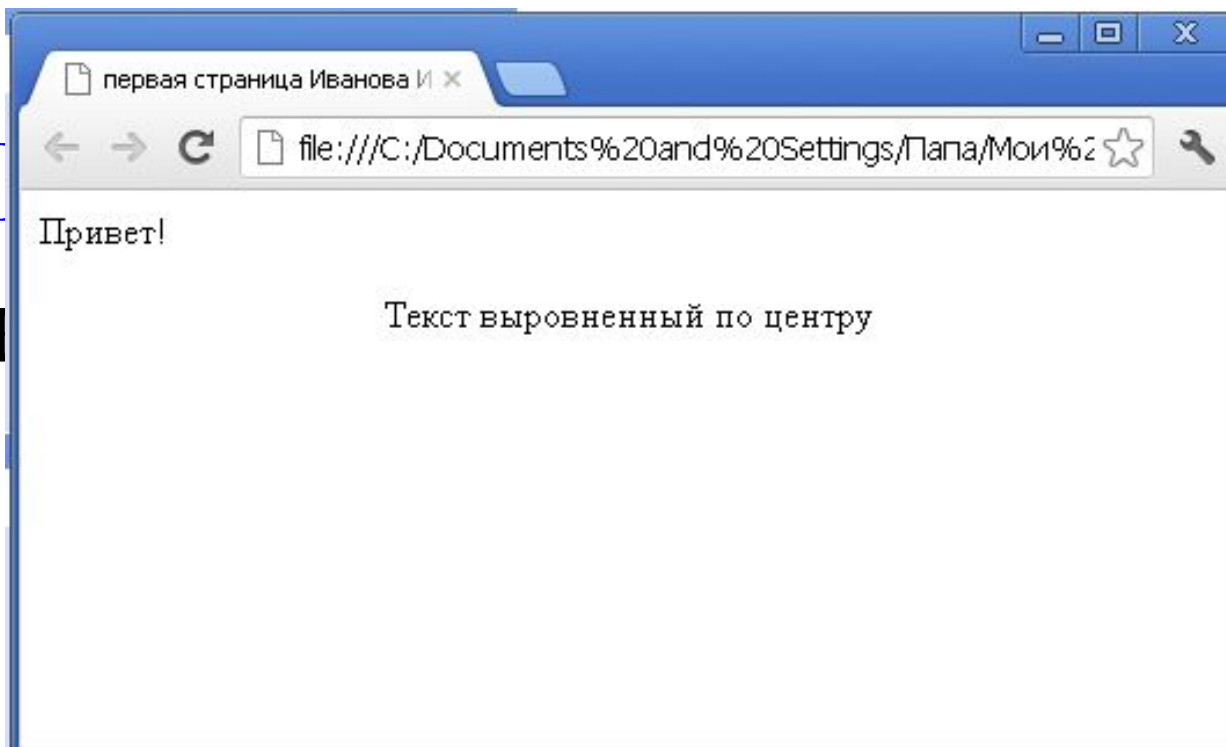 первая страница Иванова И
file:///C:/Documents%20and%20Settings/Папа/Мои%2
Привет!
Текст выровненный по центру